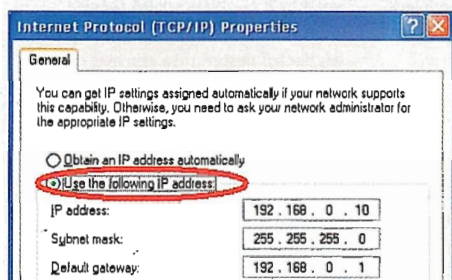 Internet Protocol (TCP/IP) Properties
General
You can get IP settings assigned automatically if your network supports
this capability. Otherwise, you need to ask your network administrator for
the appropriate IP settings.
Obtain an IP address automatically
Use the following IP address:
IP address: 192 . 168 . 0 . 10
Subnet mask: 255 . 255 . 255 . 0
Default gateway: 192 . 168 . 0 . 1